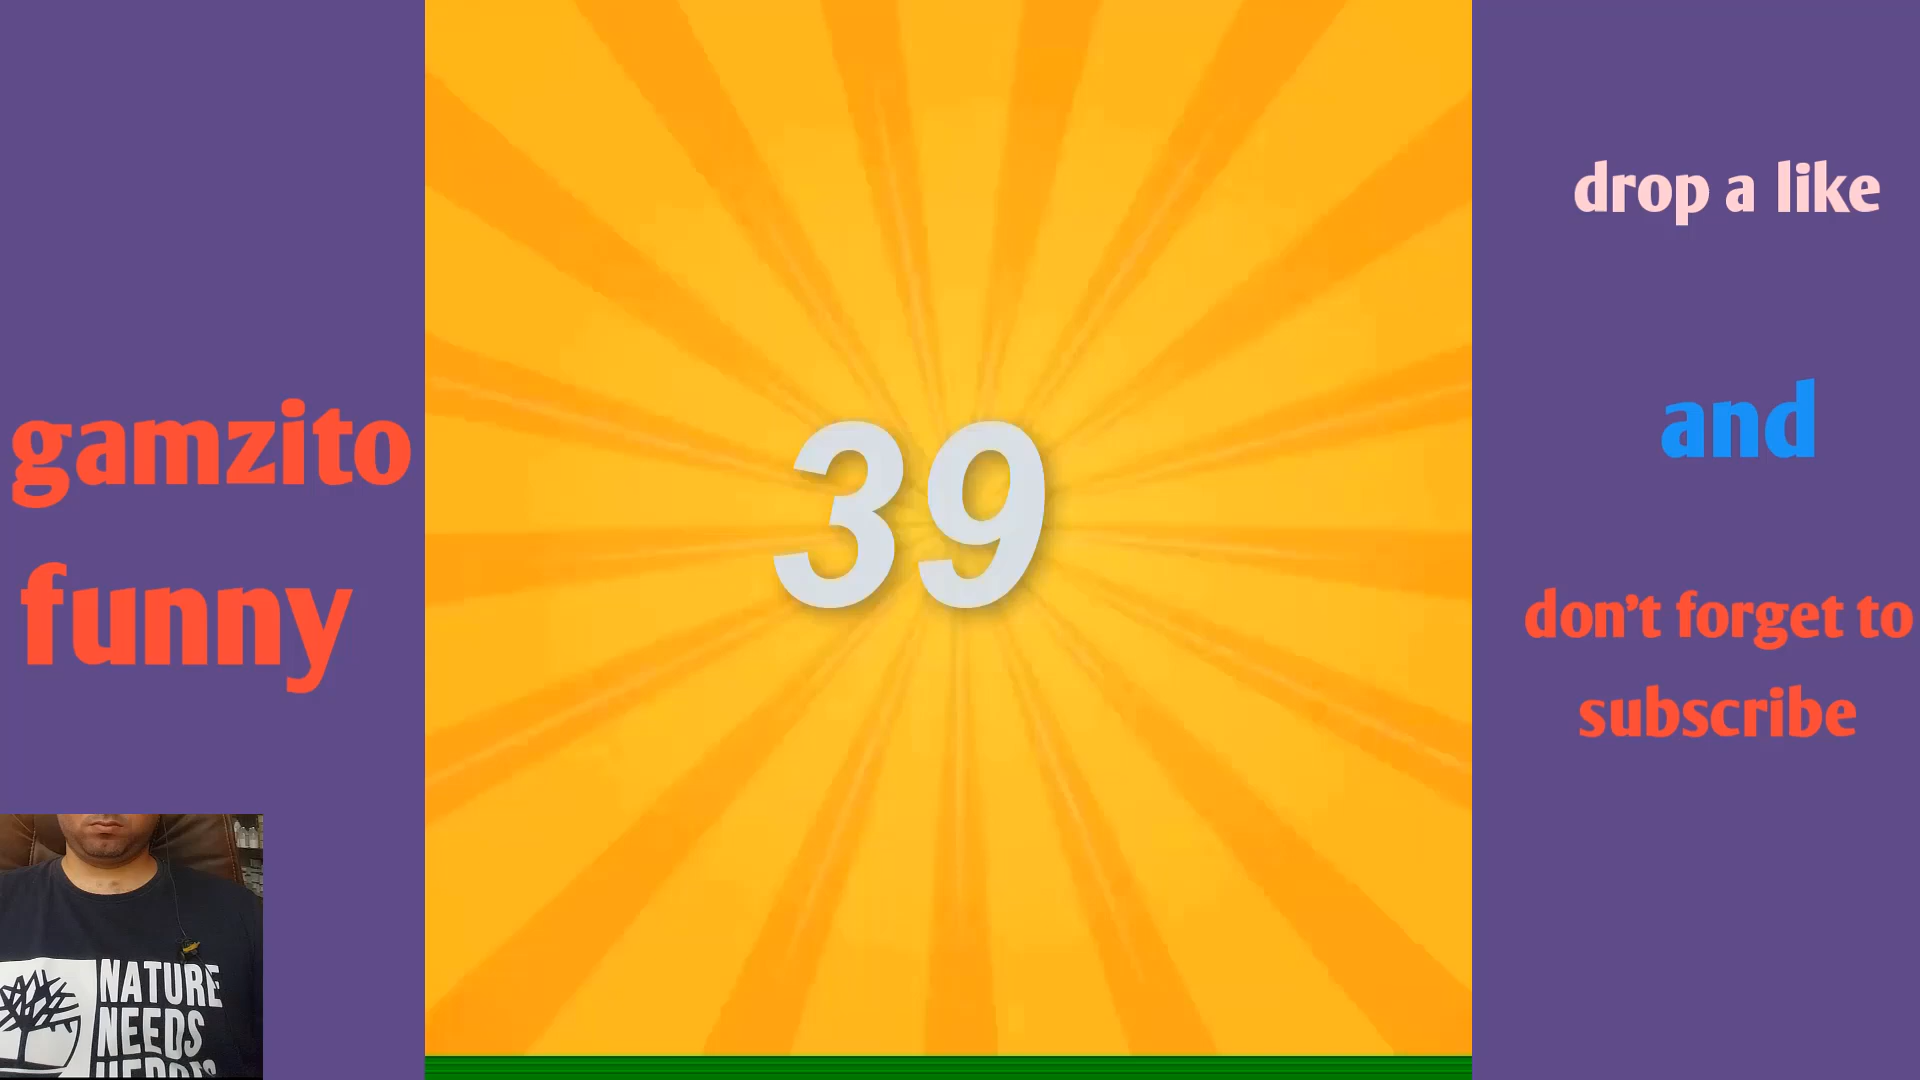 gamzito
funny
39
drop a like
and
don't forget to
subscribe
NATURE
NEEDS